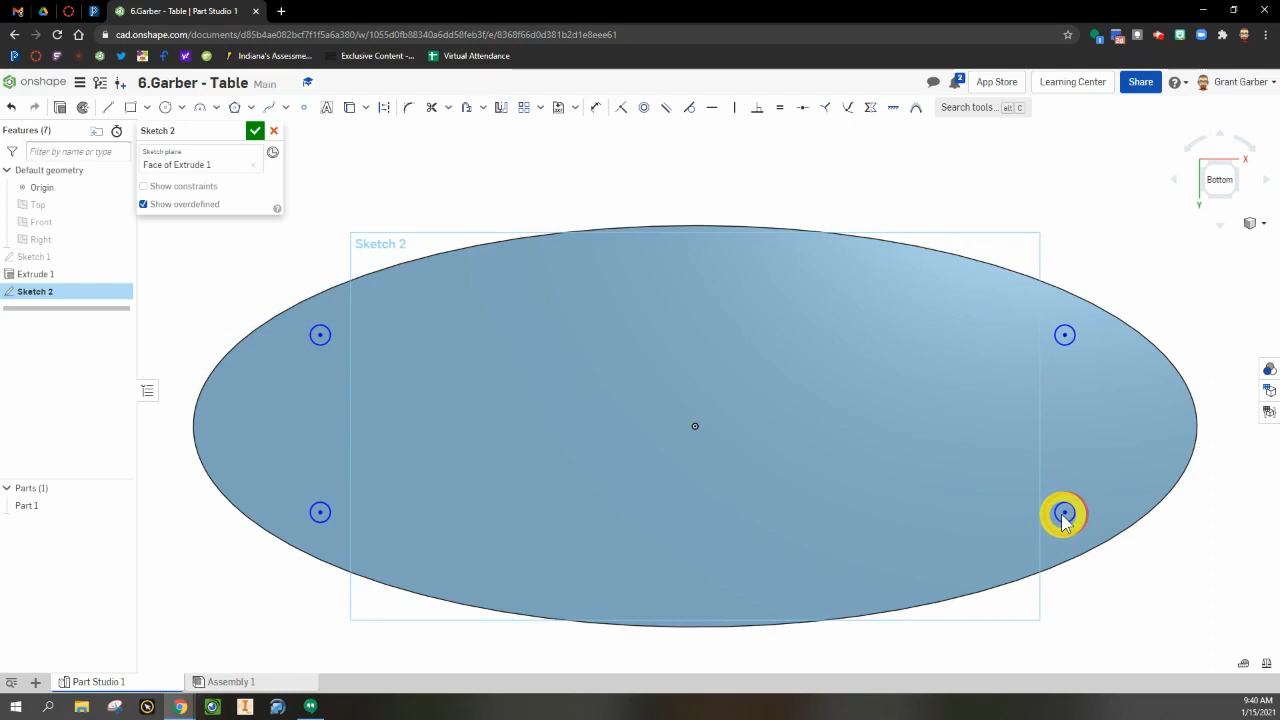 6.Garber - Table | Part Studio 1
cad.onshape.com/documents/d85b4ae082bcf7f1f5a6a380/w/1055d0fb88340a6dd58feb3f/e/8368f66d0d381b2d1e8eee61
Indiana's Assessme...
Exclusive Content -...
Virtual Attendance
onshape
6.Garber - Table
Main
2
App Store
Learning Center
Share
Grant Garber
Search tools...
alt
C
Features (7)
Filter by name or type
Default geometry
Origin
Top
Front
Right
Sketch 1
Extrude 1
Sketch 2
Parts (1)
Part 1
Sketch 2
Sketch plane
Face of Extrude 1
Show constraints
Show overdefined
Sketch 2
Bottom
X
Y
Part Studio 1
Assembly 1
9:40 AM
1/15/2021